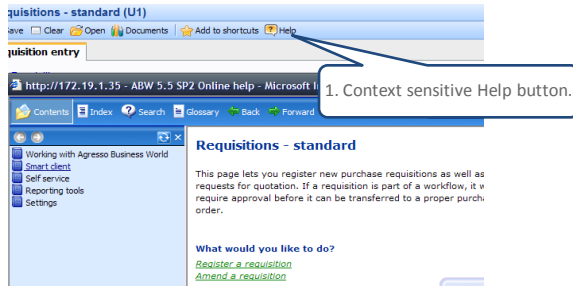 quisitions - standard (U1)
Save Clear Open Documents Add to shortcuts Help
quisition entry
1. Context sensitive Help button.
http://172.19.1.35 - ABW 5.5 SP2 Online help - Microsoft I
Contents Index Search Glossary Back Forward
Working with Agresso Business World
Smart client
Self service
Reporting tools
Settings
Requisitions - standard
This page lets you register new purchase requisitions as well as
requests for quotation. If a requisition is part of a workflow, it w
require approval before it can be transferred to a proper purcha
order.
What would you like to do?
Register a requisition
Amend a requisition